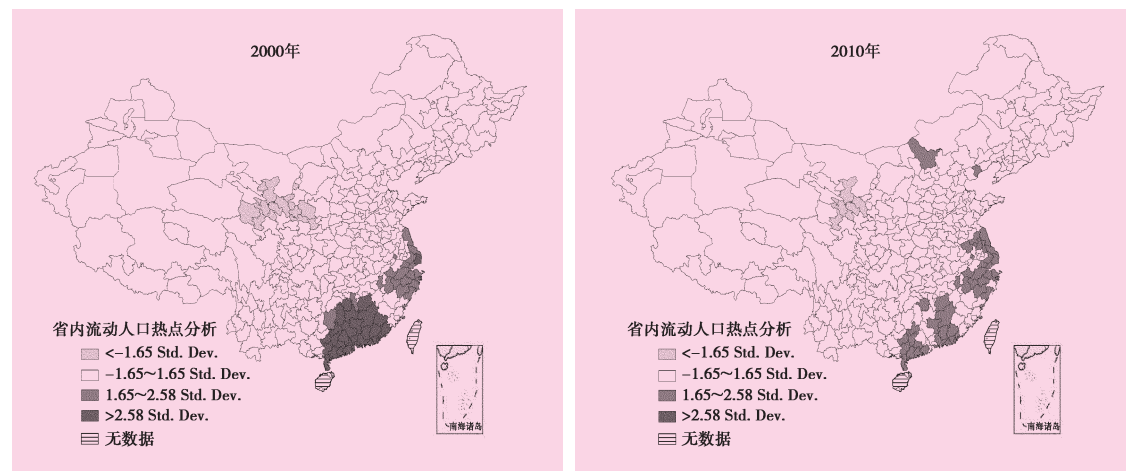 2000年
省内流动人口热点分析
<-1.65 Std. Dev.
-1.65～1.65 Std. Dev.
1.65～2.58 Std. Dev.
>2.58 Std. Dev.
无数据
南海诸岛
2010年
省内流动人口热点分析
<-1.65 Std. Dev.
-1.65～1.65 Std. Dev.
1.65～2.58 Std. Dev.
>2.58 Std. Dev.
无数据
南海诸岛